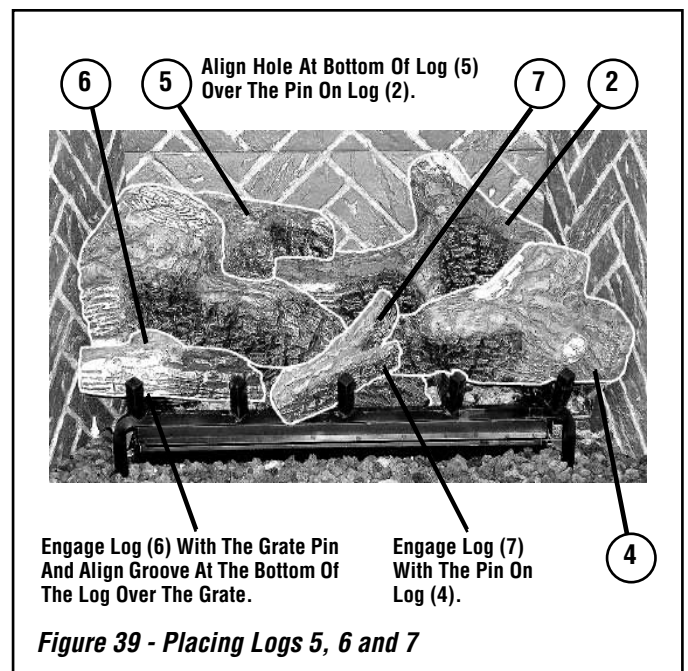 6
5
Align Hole At Bottom Of Log (5)
Over The Pin On Log (2).
7
2
Engage Log (6) With The Grate Pin
And Align Groove At The Bottom Of
The Log Over The Grate.
Engage Log (7)
With The Pin On
Log (4).
4
Figure 39 - Placing Logs 5, 6 and 7